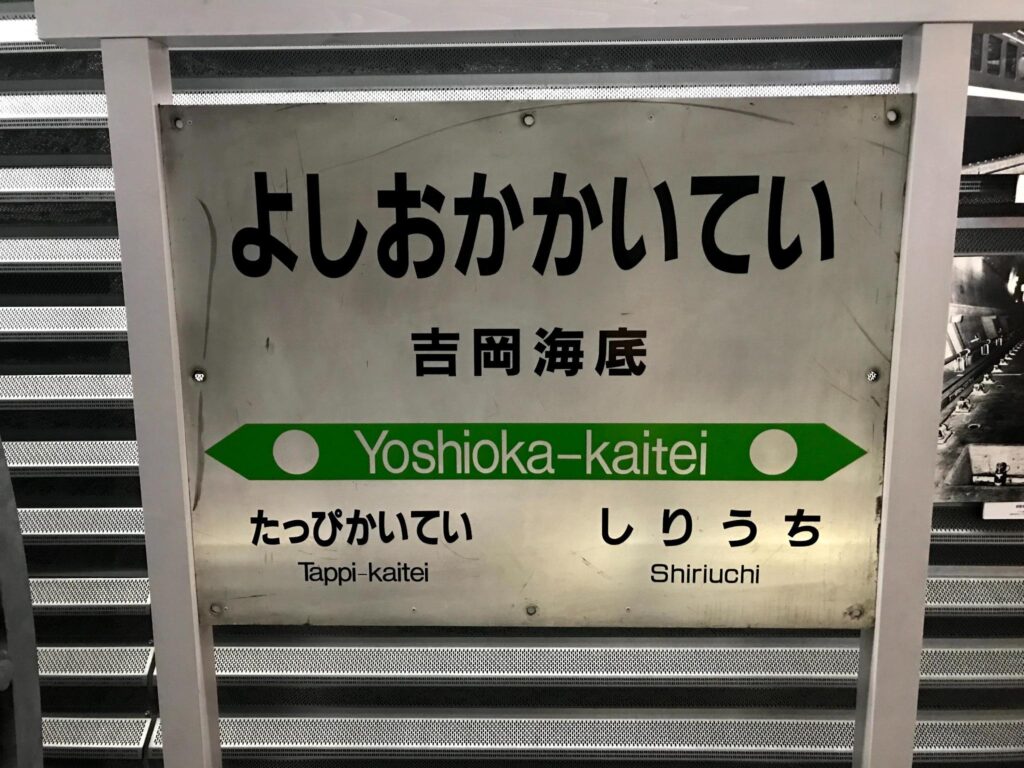 よしおかかいてい
吉岡海底
Yoshioka-kaitei
たっぴかいてい しりうち
Tappi-kaitei Shiriuchi